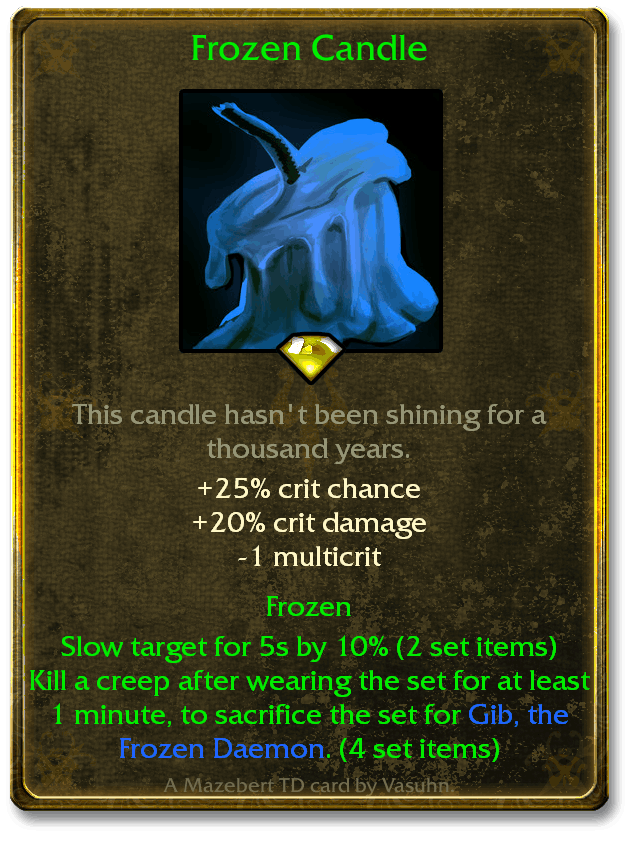 Frozen Candle
This candle hasn't been shining for a
thousand years.
+25% crit chance
+20% crit damage
-1 multicrit
Frozen
Slow target for 5s by 10% (2 set items)
Kill a creep after wearing the set for at least
1 minute, to sacrifice the set for Gib, the
Frozen Daemon. (4 set items)
A Mazebert TD card by Vasuhn.